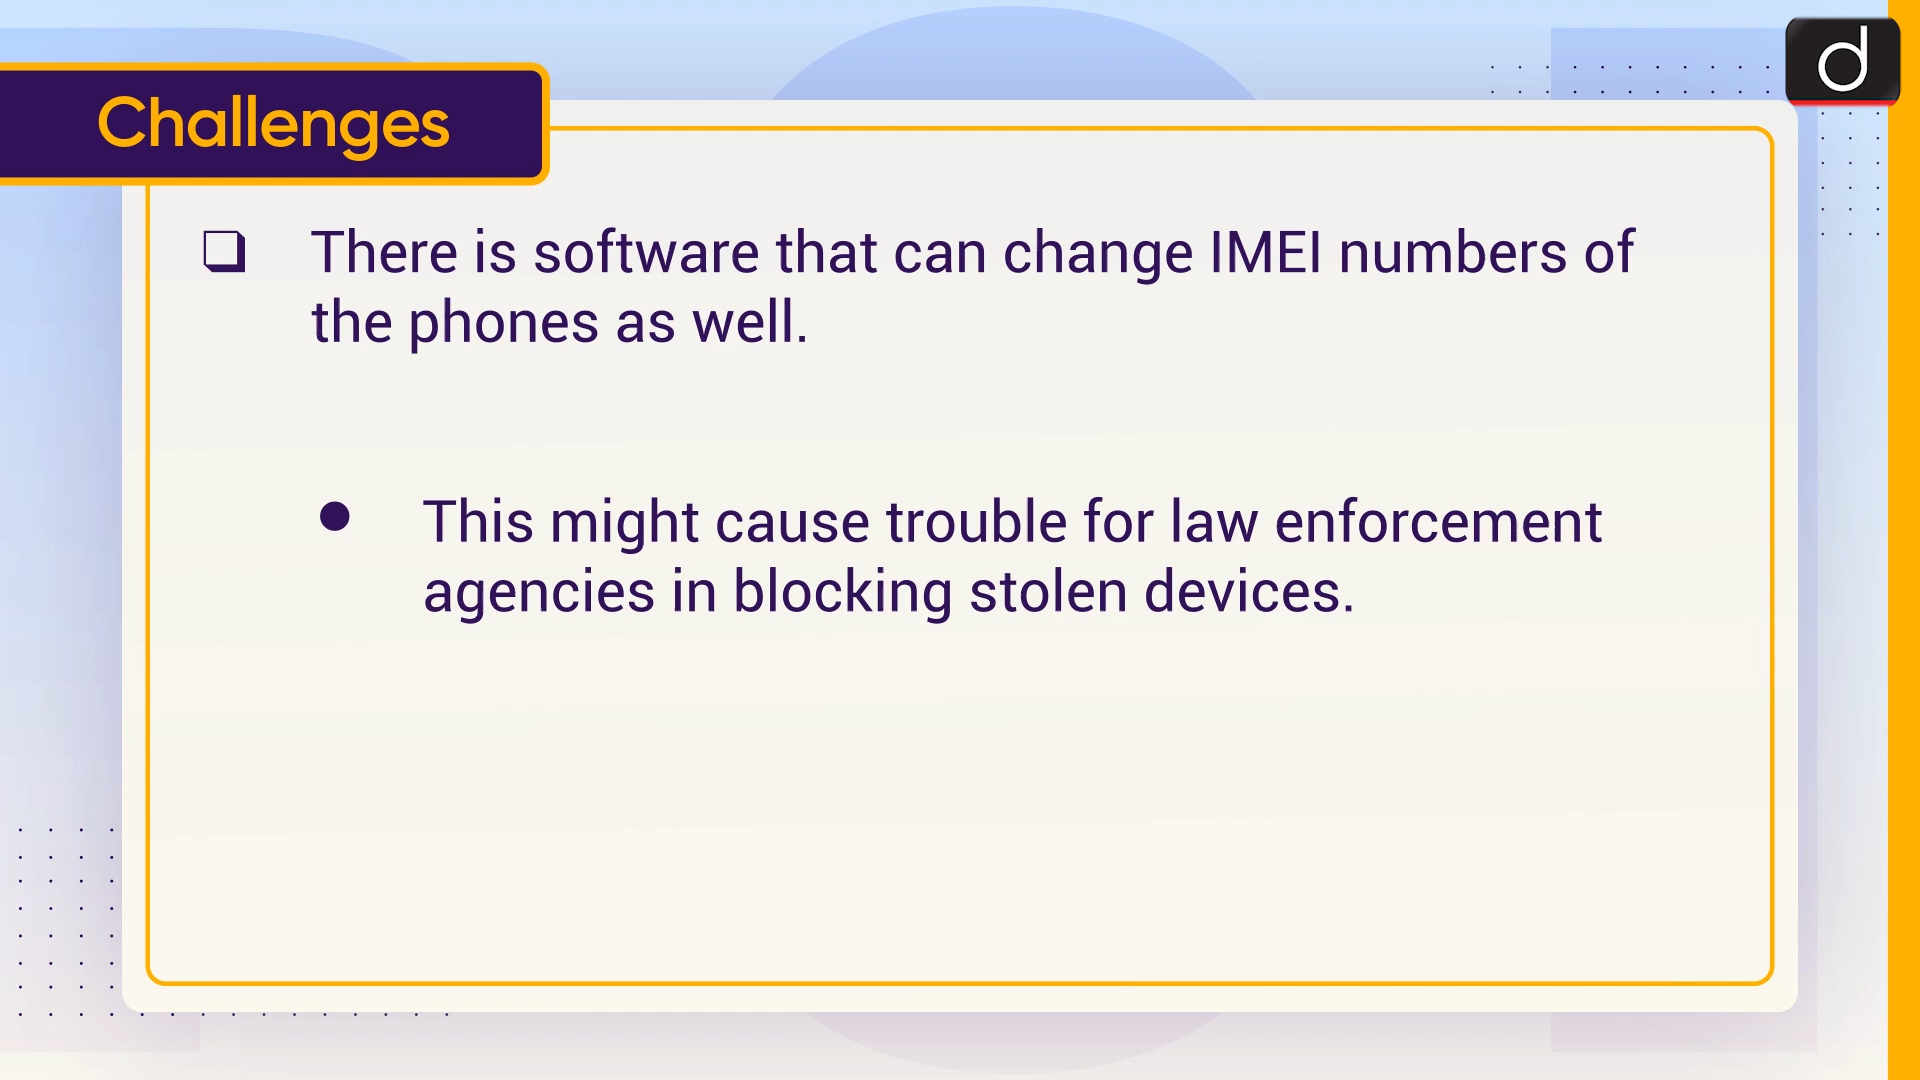 d
Challenges
❑ There is software that can change IMEI numbers of
the phones as well.
● This might cause trouble for law enforcement
agencies in blocking stolen devices.